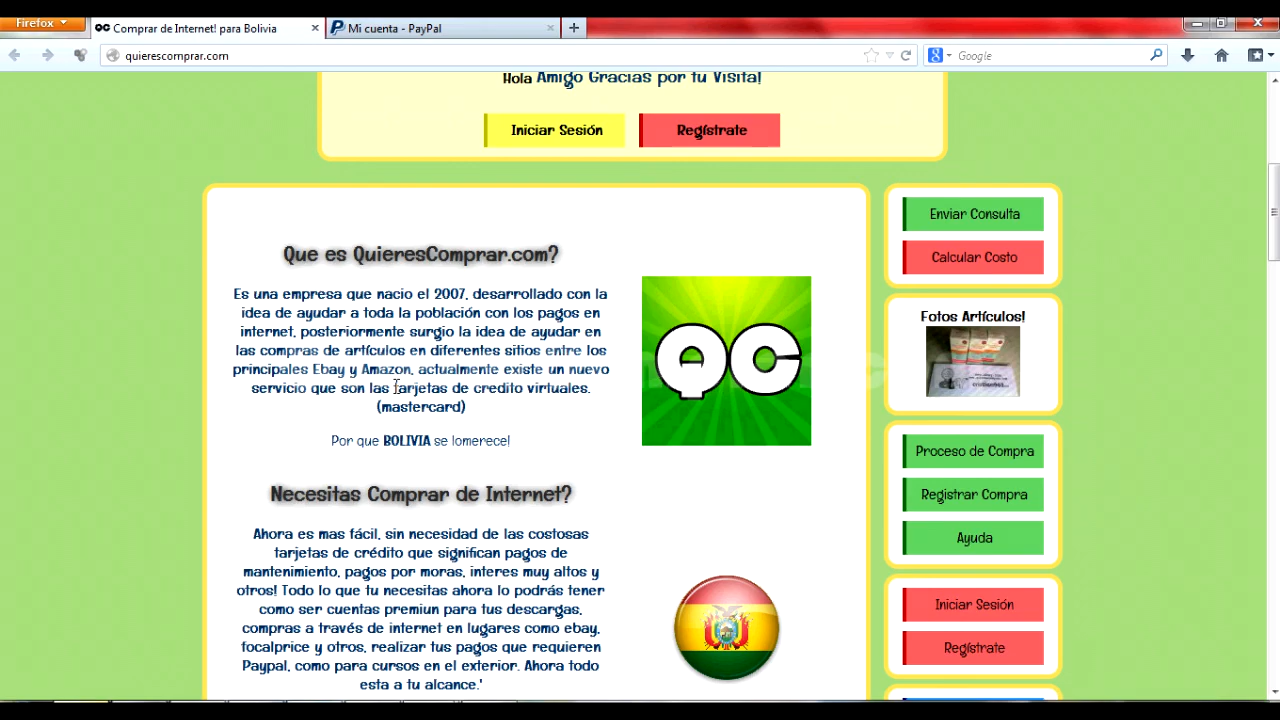 Firefox
Comprar de Internet! para Bolivia
Mi cuenta - PayPal
quierescomprar.com
Google
Hola Amigo Gracias por tu Visita!
Iniciar Sesión
Regístrate
Que es QuieresComprar.com?
Es una empresa que nacio el 2007, desarrollado con la
idea de ayudar a toda la población con los pagos en
internet, posteriormente surgio la idea de ayudar en
las compras de artículos en diferentes sitios entre los
principales Ebay y Amazon, actualmente existe un nuevo
servicio que son las tarjetas de credito virtuales.
(mastercard)
Por que BOLIVIA se lomerece!
QC
Necesitas Comprar de Internet?
Ahora es mas fácil, sin necesidad de las costosas
tarjetas de crédito que significan pagos de
mantenimiento, pagos por moras, interes muy altos y
otros! Todo lo que tu necesitas ahora lo podrás tener
como ser cuentas premiun para tus descargas,
compras a través de internet en lugares como ebay,
focalprice y otros, realizar tus pagos que requieren
Paypal, como para cursos en el exterior. Ahora todo
esta a tu alcance.'
Enviar Consulta
Calcular Costo
Fotos Artículos!
Proceso de Compra
Registrar Compra
Ayuda
Iniciar Sesión
Regístrate